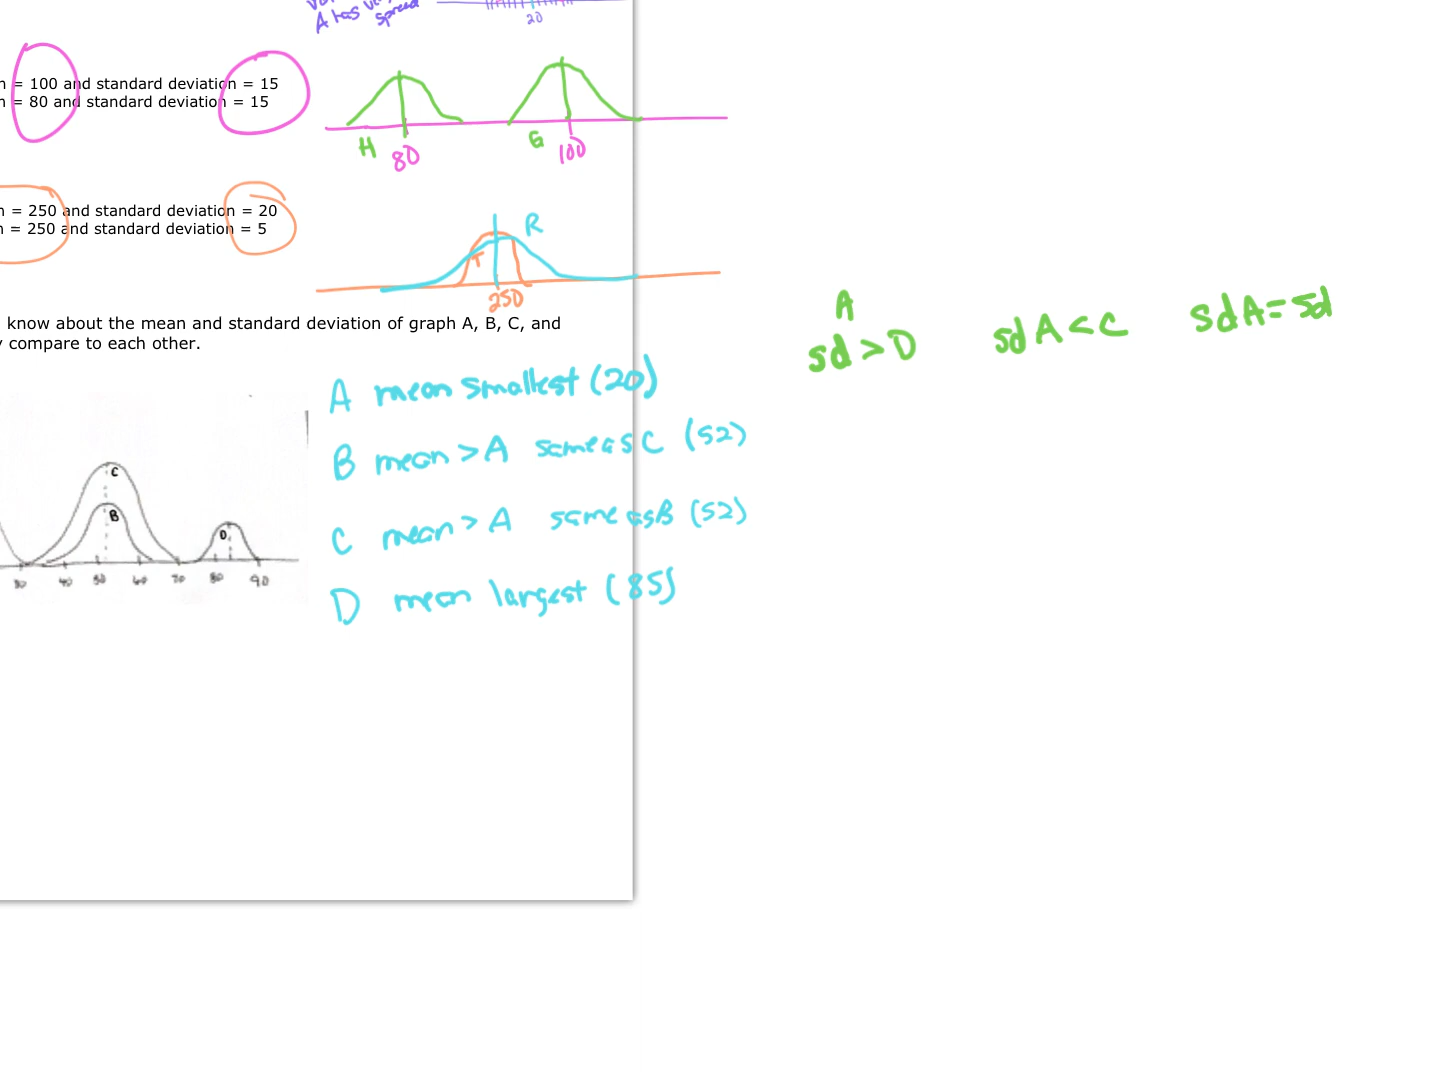 A has
spread
20
= 100 and standard deviation = 15
= 80 and standard deviation = 15
H 80 G 100
= 250 and standard deviation = 20
= 250 and standard deviation = 5
T R
250
know about the mean and standard deviation of graph A, B, C, and
compare to each other.
A
sd > D sd A < C sd A = sd
A mean smallest (20)
B mean > A same as C (52)
C mean > A same as B (52)
D mean largest (85)
C
B
D
30 40 50 60 70 80 90